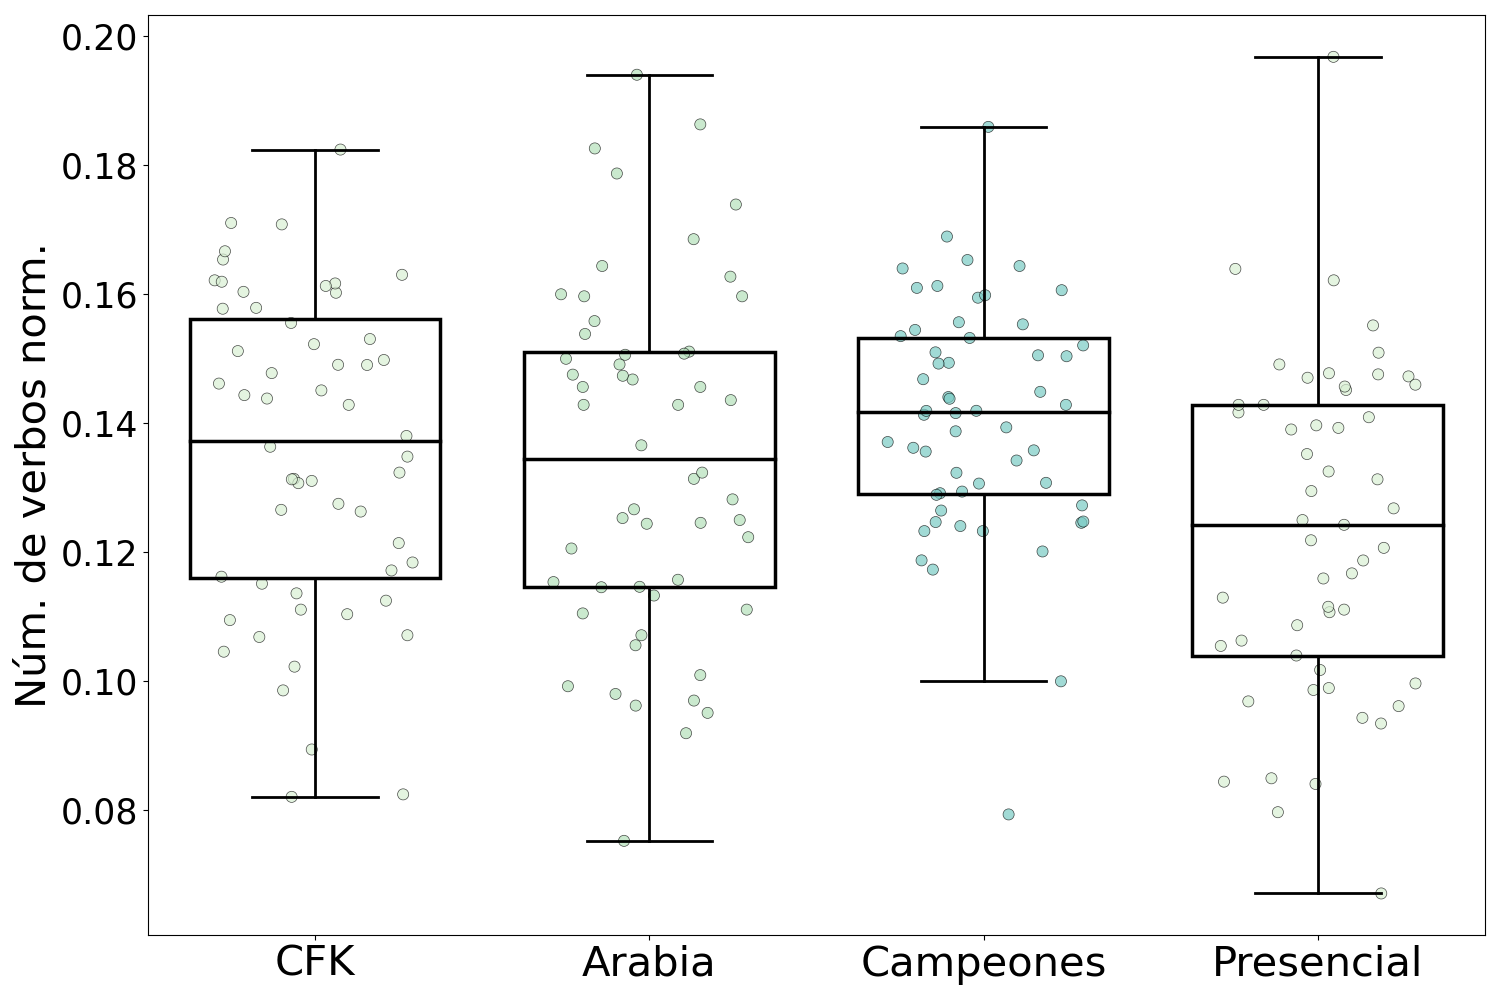 Núm. de verbos norm.
0.20
0.18
0.16
0.14
0.12
0.10
0.08
CFK
Arabia
Campeones
Presencial